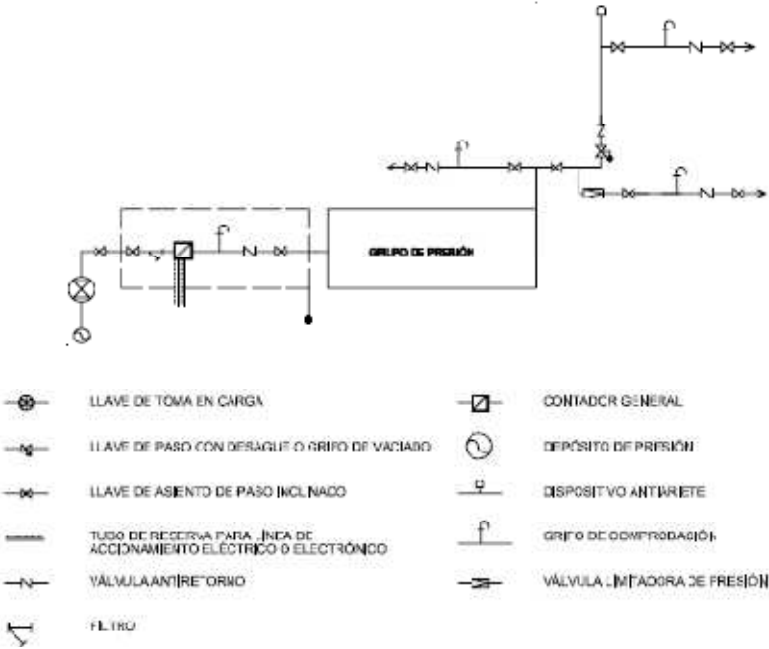 GRUPO DE PRESIÓN
LLAVE DE TOMA EN CARGA
LLAVE DE PASO CON DESAGUE O GRIFO DE VACIADO
LLAVE DE ASIENTO DE PASO INCLINADO
TUBO DE RESERVA PARA LÍNEA DE
ACCIONAMIENTO ELÉCTRICO O ELECTRÓNICO
VÁLVULA ANTIRETORNO
FILTRO
CONTADOR GENERAL
DEPÓSITO DE PRESIÓN
DISPOSITIVO ANTIARIETE
GRIFO DE COMPROBACIÓN
VÁLVULA LIMITADORA DE PRESIÓN